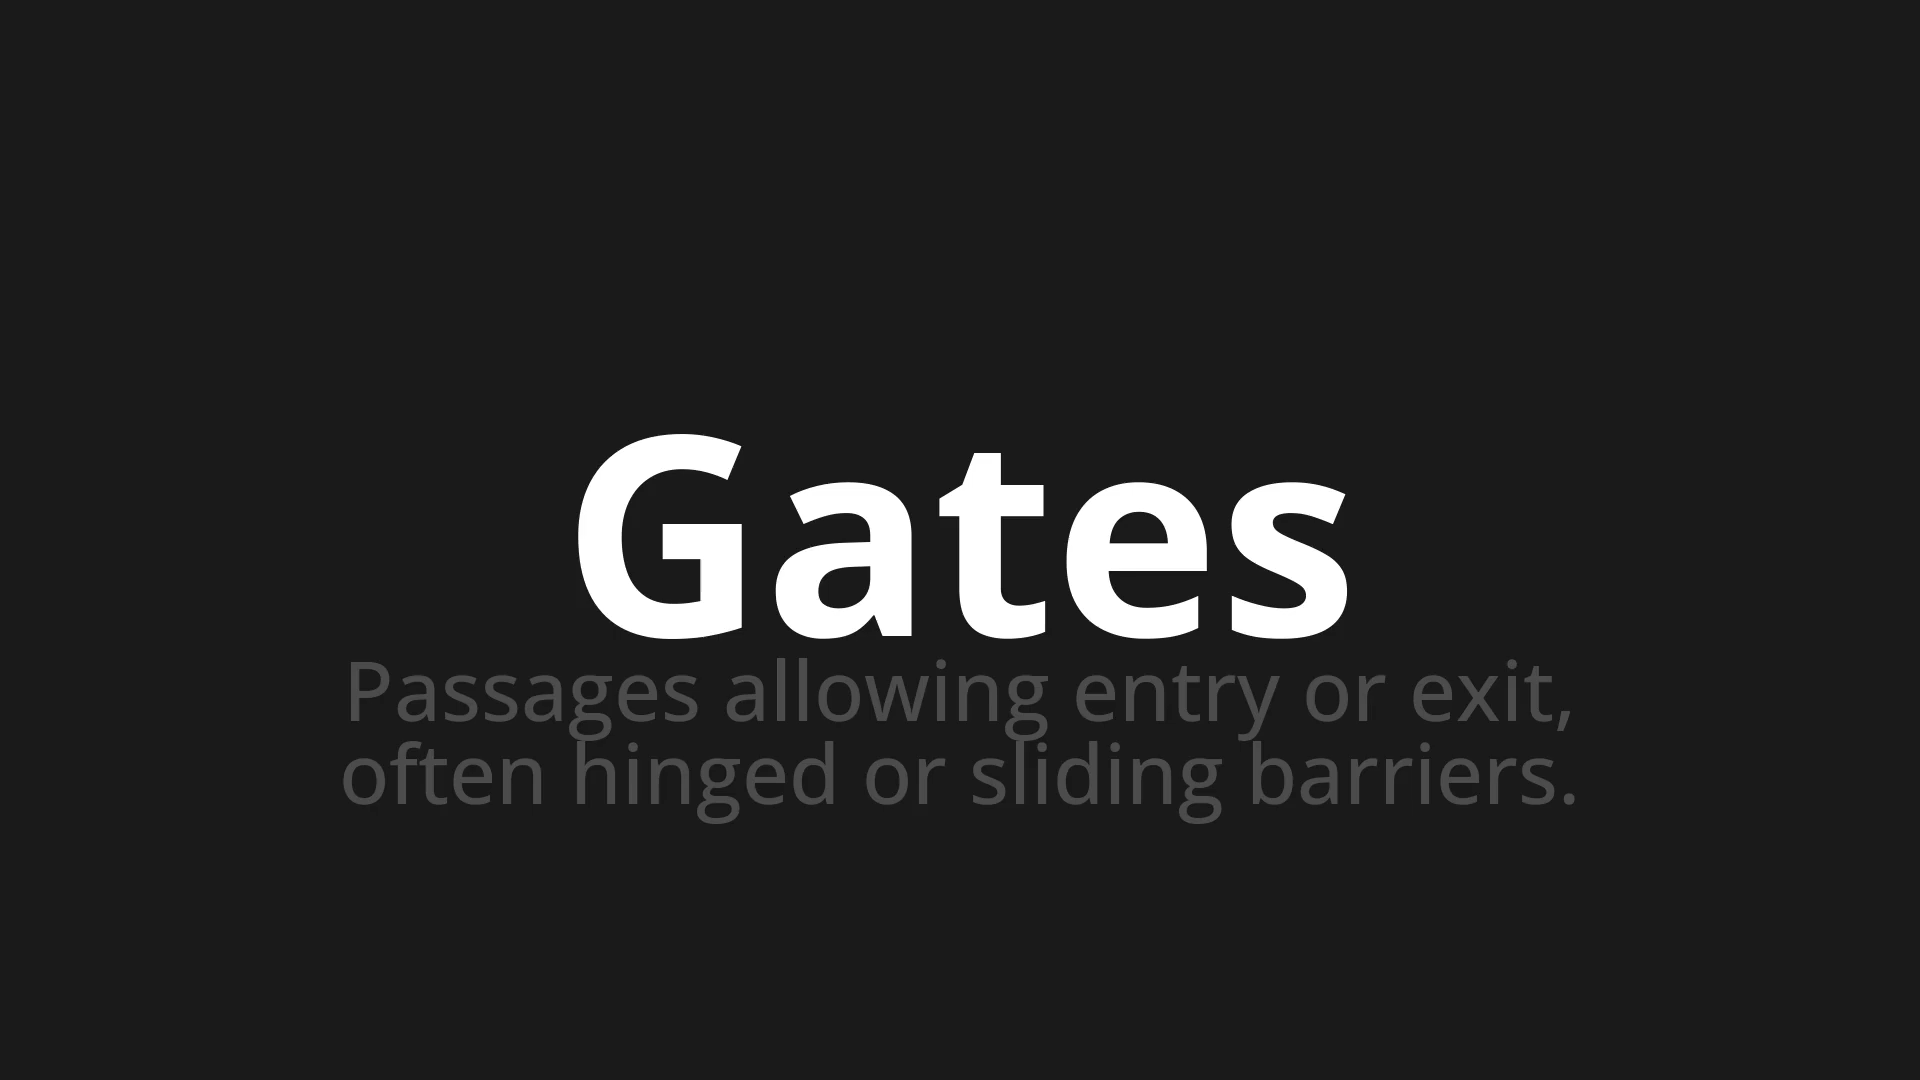 Gates
Passages allowing entry or exit,
often hinged or sliding barriers.